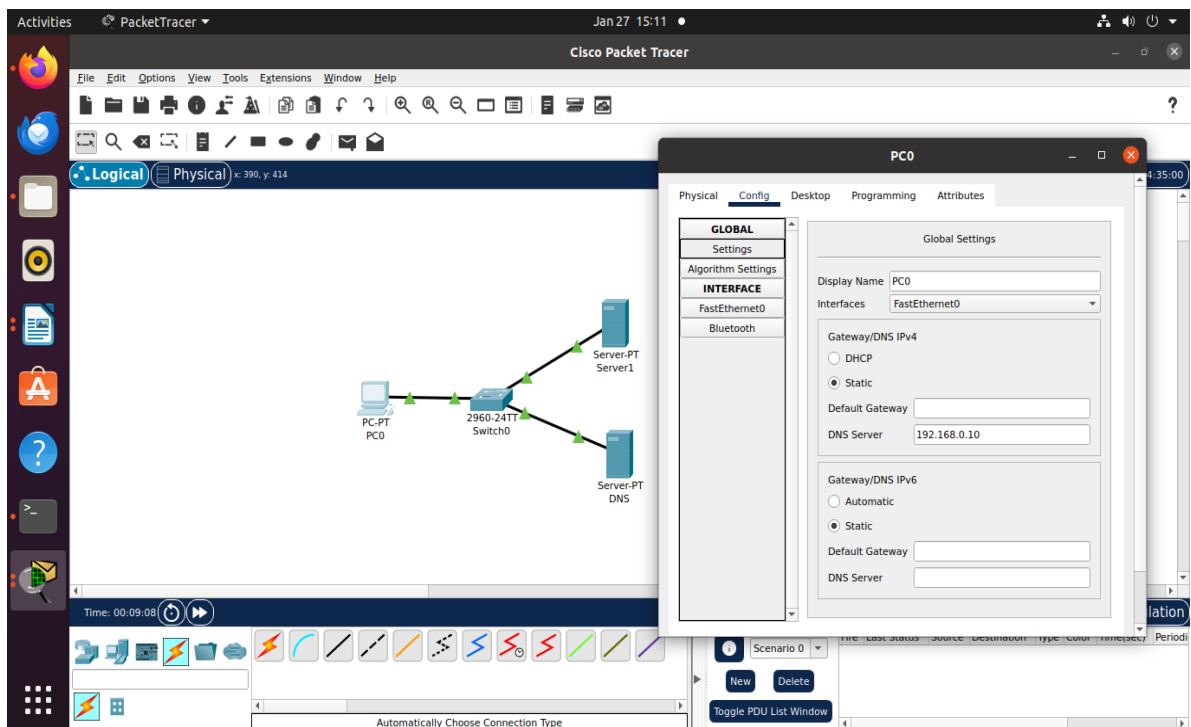 Activities PacketTracer Jan 27 15:11
Cisco Packet Tracer
File Edit Options View Tools Extensions Window Help
?
Logical Physical x: 390, y: 414 4:35:00
PC0
Physical Config Desktop Programming Attributes
GLOBAL
Settings
Algorithm Settings
INTERFACE
FastEthernet0
Bluetooth
Global Settings
Display Name PC0
Interfaces FastEthernet0
Gateway/DNS IPv4
DHCP
Static
Default Gateway
DNS Server 192.168.0.10
Gateway/DNS IPv6
Automatic
Static
Default Gateway
DNS Server
Server-PT
Server1
PC-PT
PC0
2960-24TT
Switch0
Server-PT
DNS
Time: 00:09:08 lation
Fire Last Status Source Destination Type Color Time(sec) Periodi
Scenario 0
New Delete
Toggle PDU List Window
Automatically Choose Connection Type